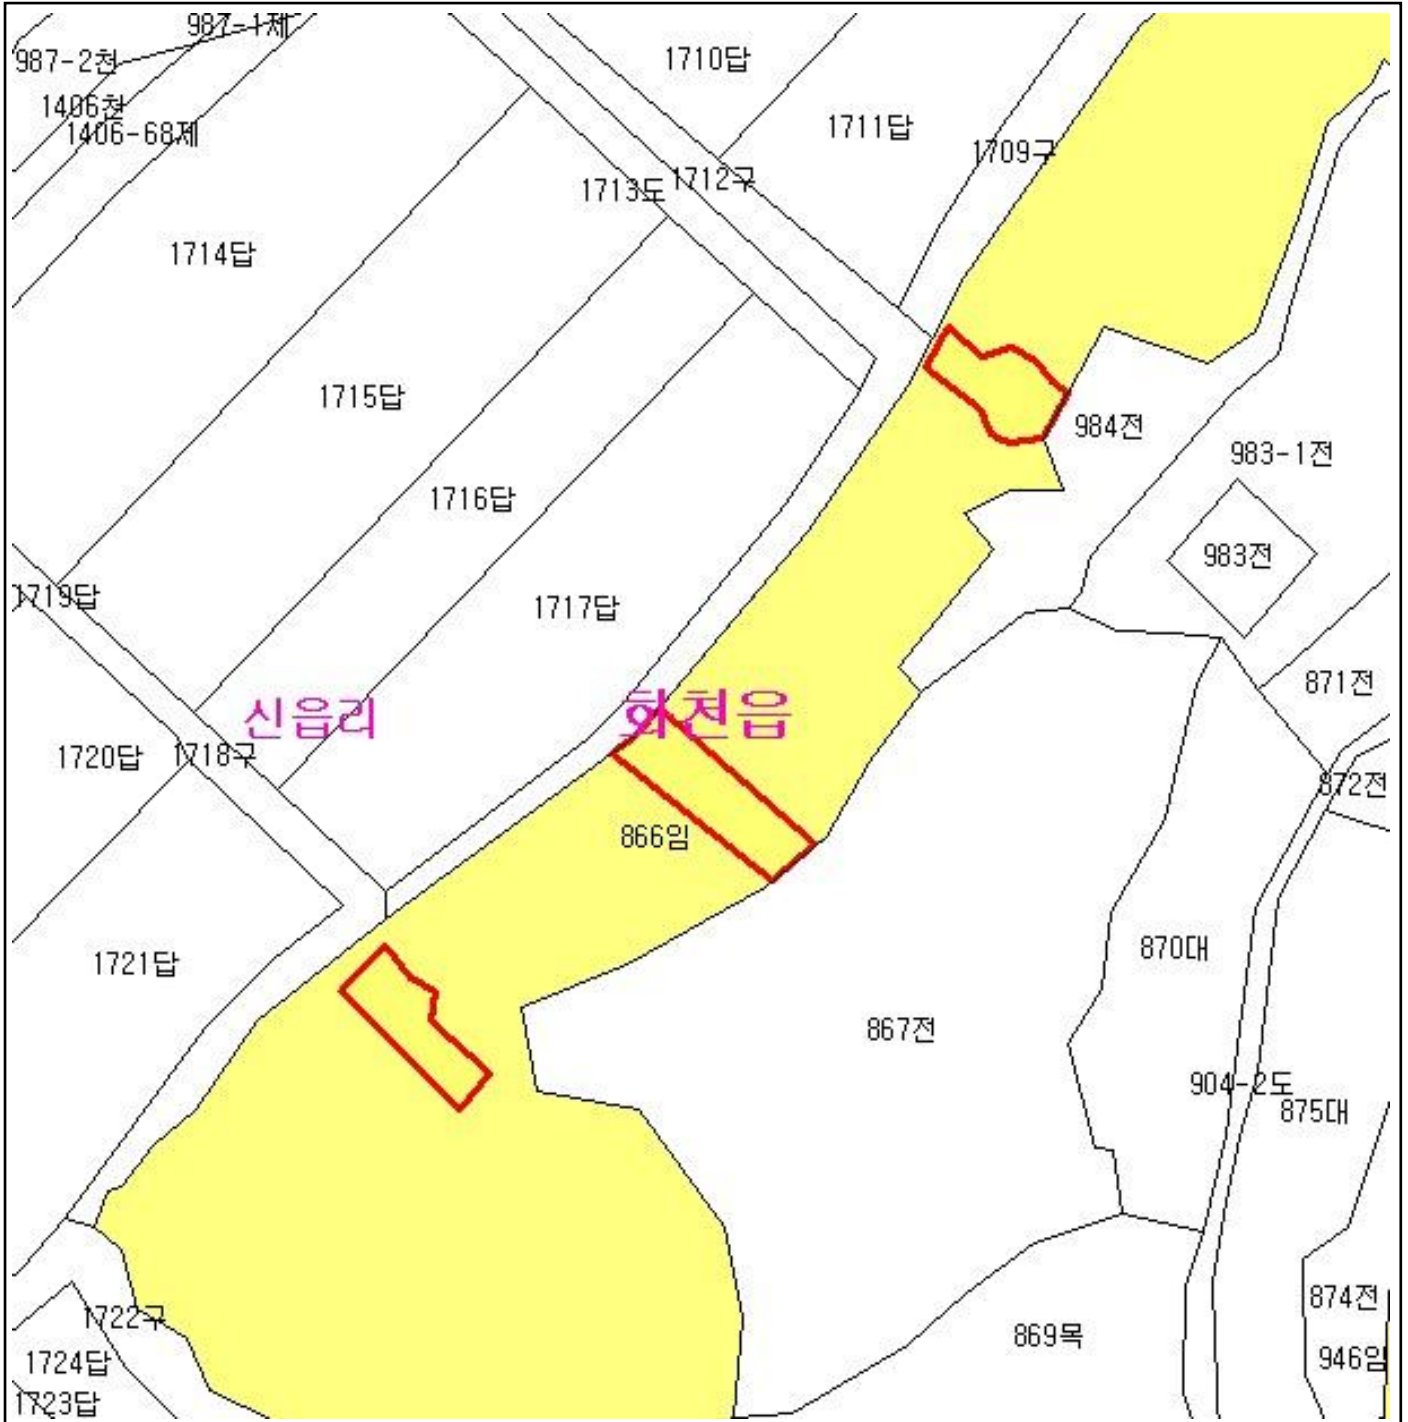 987-1제
987-2천
1710답
1406천
1711답
1406-68제
1709구
1712구
1713도
1714답
1715답
984전
983-1전
1716답
983전
1719답
1717답
871전
신읍리
화천읍
1720답
1718구
872전
866임
870대
1721답
867전
904-2도
875대
874전
1722구
869목
1724답
946임
1723답